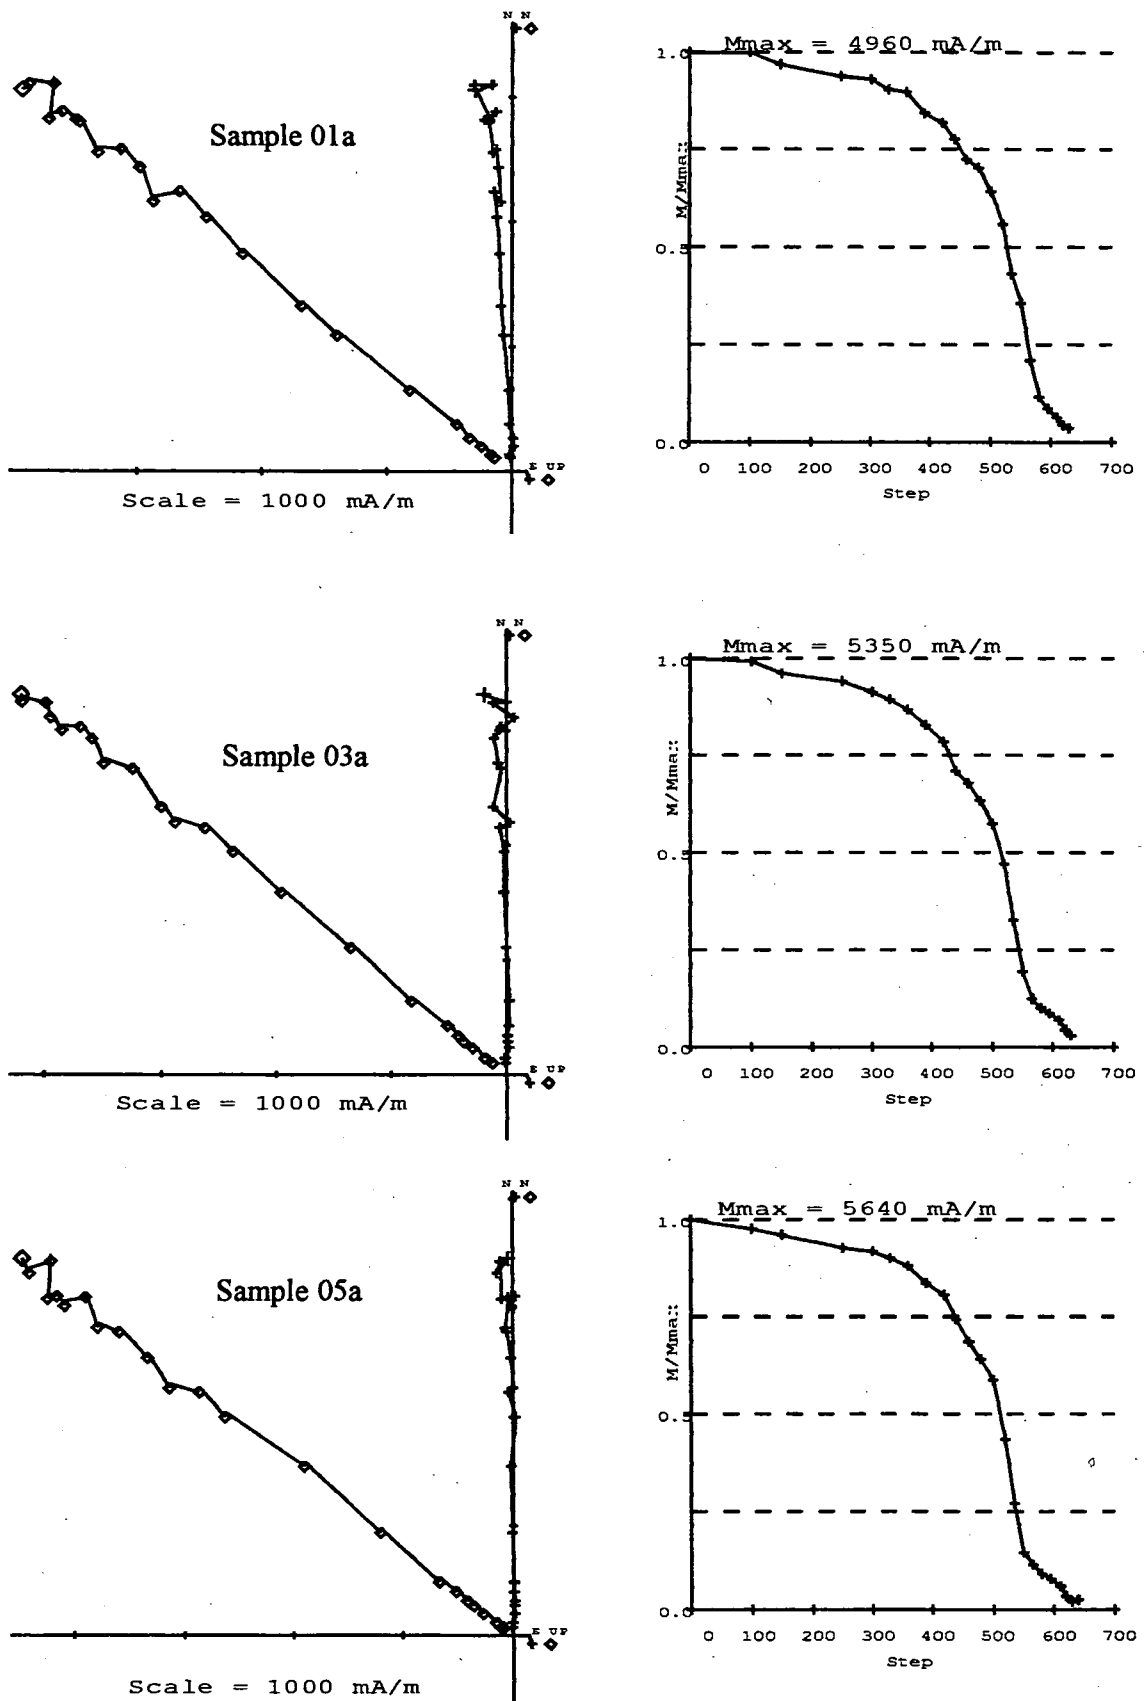 N N
Sample 01a
E UP
Scale = 1000 mA/m
Mmax = 4960 mA/m
1.0
M/Mmax
0.5
0.0
0 100 200 300 400 500 600 700
Step
N N
Sample 03a
E UP
Scale = 1000 mA/m
Mmax = 5350 mA/m
1.0
M/Mmax
0.5
0.0
0 100 200 300 400 500 600 700
Step
N N
Sample 05a
E UP
Scale = 1000 mA/m
Mmax = 5640 mA/m
1.0
M/Mmax
0.5
0.0
0 100 200 300 400 500 600 700
Step